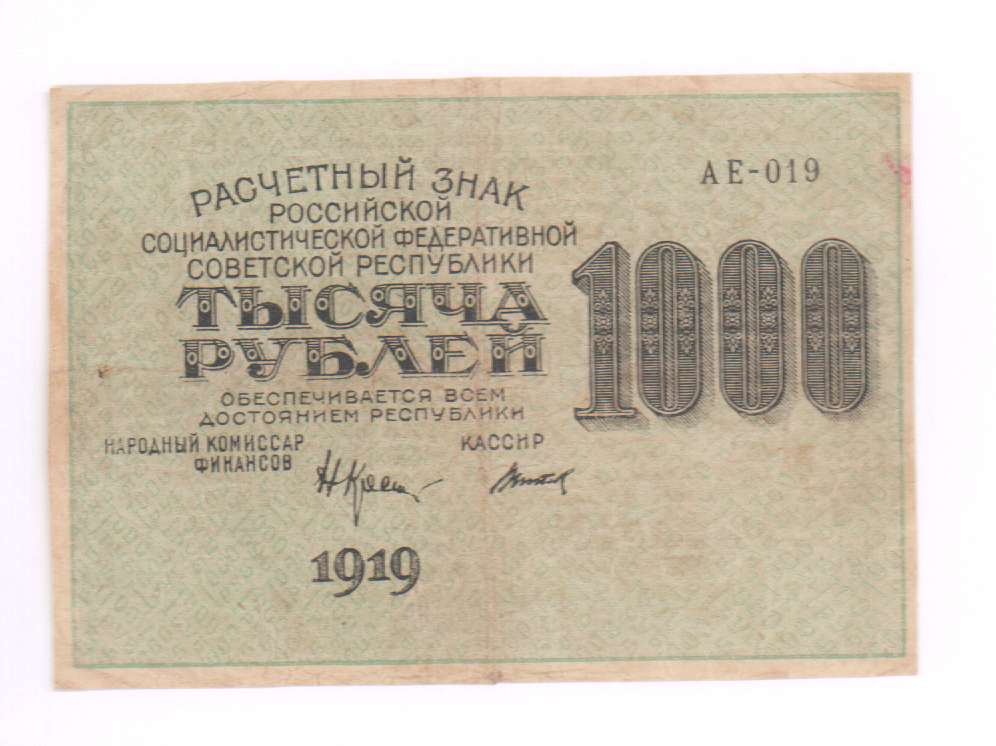 РАСЧЕТНЫЙ ЗНАК
РОССИЙСКОЙ
СОЦИАЛИСТИЧЕСКОЙ ФЕДЕРАТИВНОЙ
СОВЕТСКОЙ РЕСПУБЛИКИ
ТЫСЯЧА
РУБЛЕЙ
ОБЕСПЕЧИВАЕТСЯ ВСЕМ
ДОСТОЯНИЕМ РЕСПУБЛИКИ
НАРОДНЫЙ КОМИССАР
ФИНАНСОВ
КАССИР
1919
АЕ-019
1000